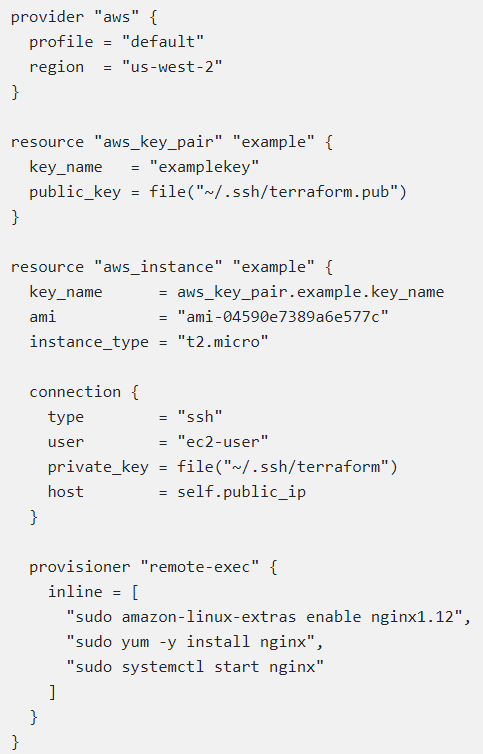 provider "aws" {
  profile = "default"
  region  = "us-west-2"
}

resource "aws_key_pair" "example" {
  key_name   = "examplekey"
  public_key = file("~/.ssh/terraform.pub")
}

resource "aws_instance" "example" {
  key_name      = aws_key_pair.example.key_name
  ami           = "ami-04590e7389a6e577c"
  instance_type = "t2.micro"

  connection {
    type        = "ssh"
    user        = "ec2-user"
    private_key = file("~/.ssh/terraform")
    host        = self.public_ip
  }

  provisioner "remote-exec" {
    inline = [
      "sudo amazon-linux-extras enable nginx1.12",
      "sudo yum -y install nginx",
      "sudo systemctl start nginx"
    ]
  }
}